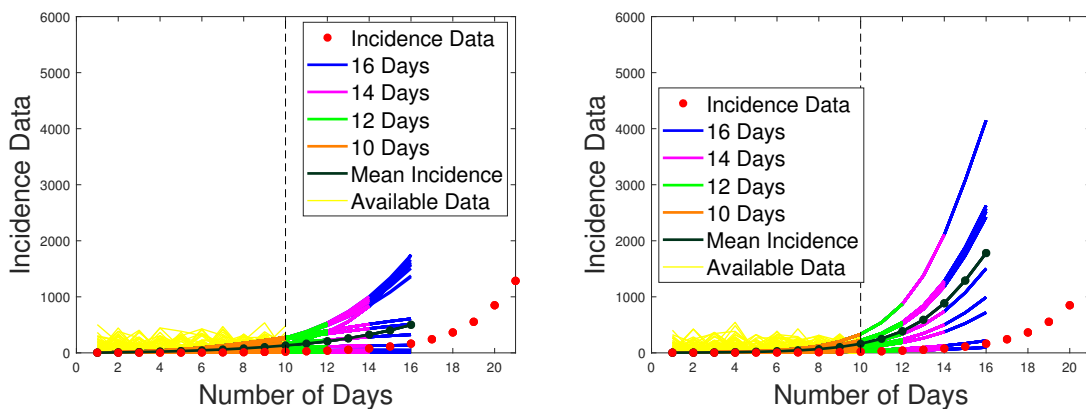 6000
5000
4000
3000
2000
1000
0
0 2 4 6 8 10 12 14 16 18 20
Incidence Data
Number of Days
Incidence Data
16 Days
14 Days
12 Days
10 Days
Mean Incidence
Available Data
6000
5000
4000
3000
2000
1000
0
0 2 4 6 8 10 12 14 16 18 20
Incidence Data
Number of Days
Incidence Data
16 Days
14 Days
12 Days
10 Days
Mean Incidence
Available Data